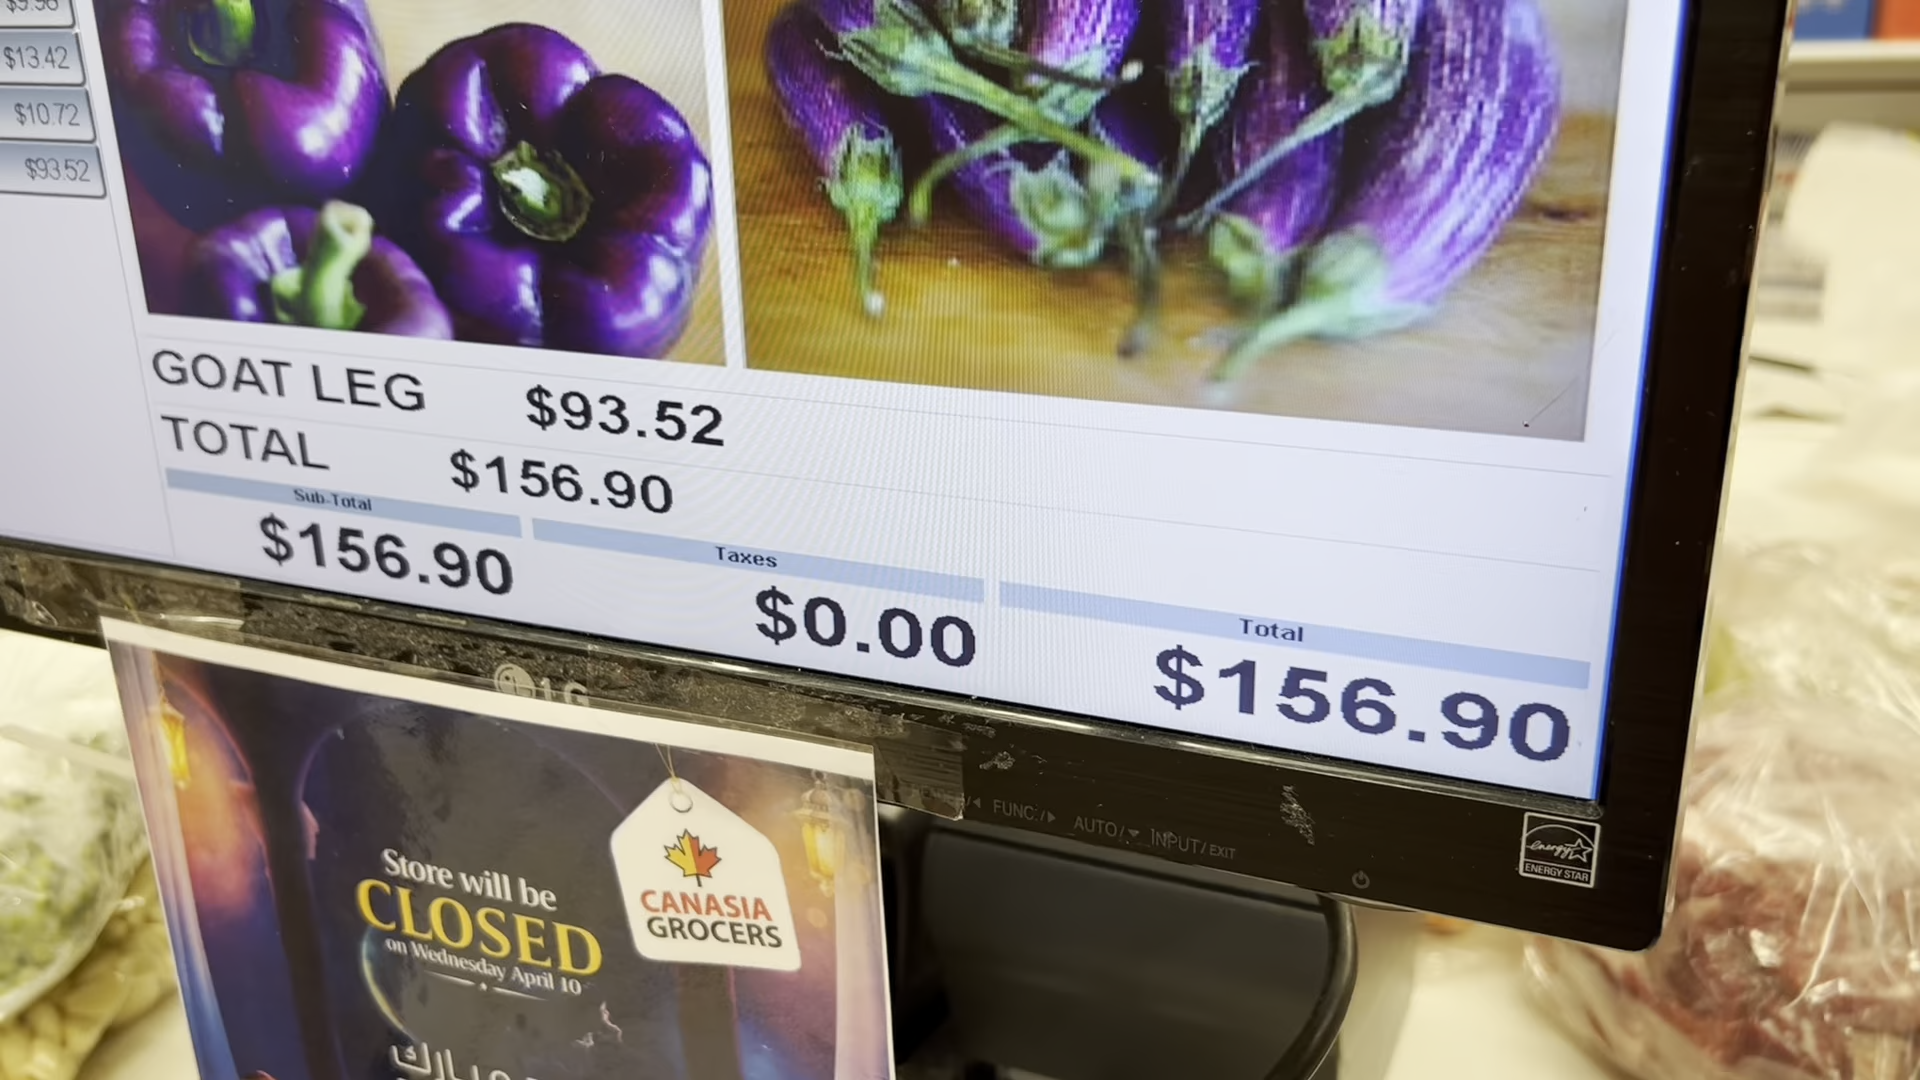 $13.42
$10.72
$93.52
GOAT LEG $93.52
TOTAL $156.90
Sub-Total
$156.90
Taxes
$0.00
Total
$156.90
LG
FUNC./ AUTO/ INPUT/EXIT
energy
ENERGY STAR
Store will be
CLOSED
on Wednesday April 10
CANASIA
GROCERS